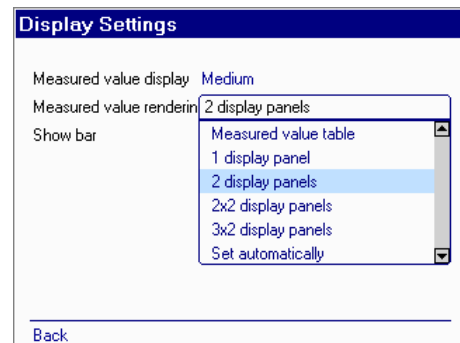 Display Settings
Measured value display Medium
Measured value renderin 2 display panels
Show bar
Measured value table
1 display panel
2 display panels
2x2 display panels
3x2 display panels
Set automatically
Back